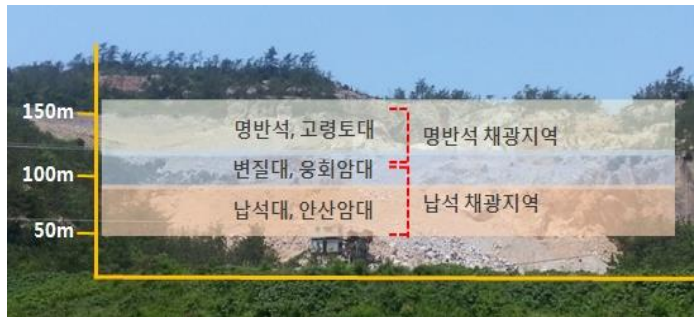 150m
명반석, 고령토대
명반석 채광지역
변질대, 웅회암대
100m
납석대, 안산암대
납석 채광지역
50m